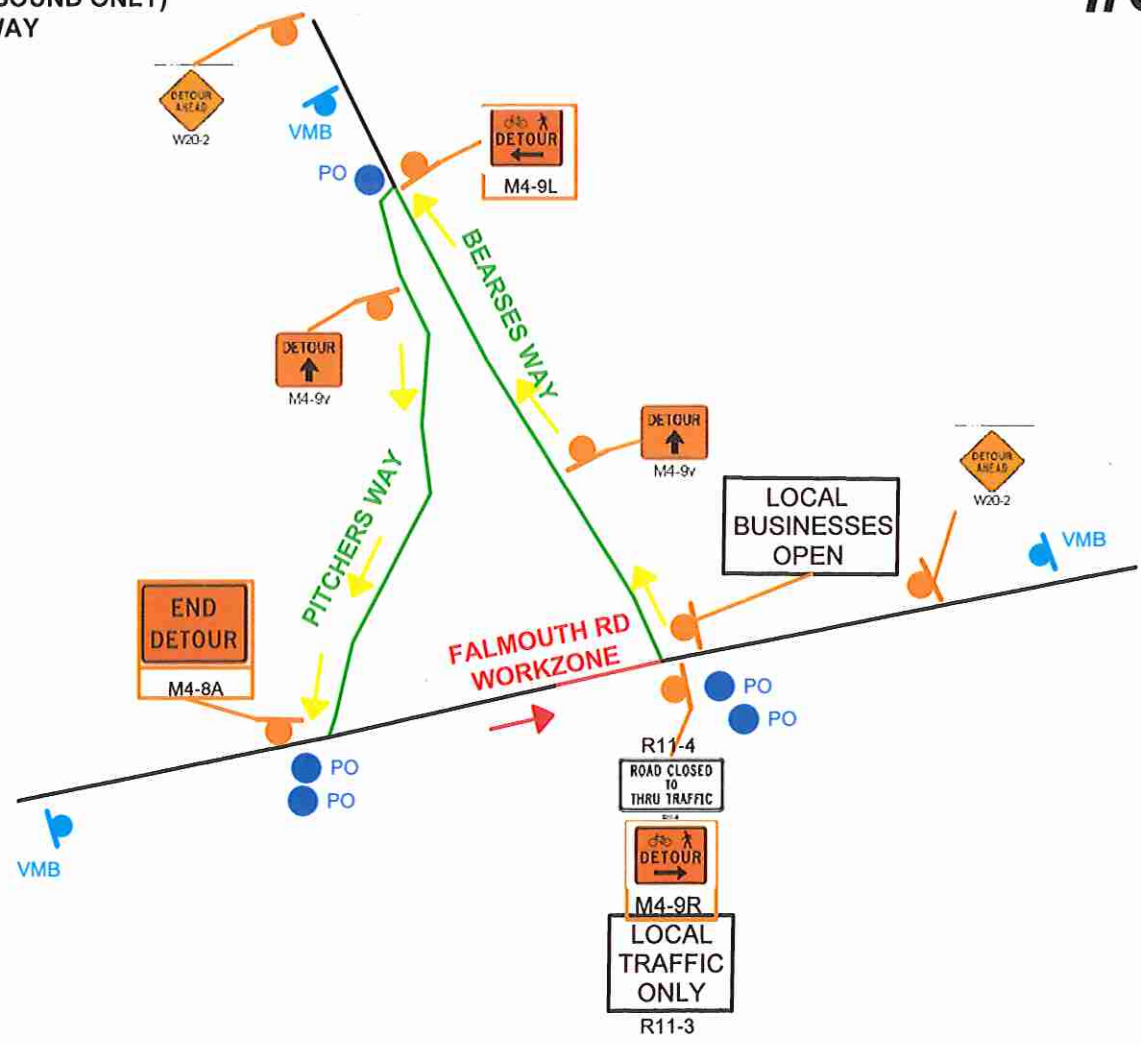 BOUND ONLY)
WAY
DETOUR
AHEAD
W20-2
VMB
PO
DETOUR
M4-9L
BEARSES WAY
DETOUR
M4-9v
DETOUR
M4-9v
DETOUR
AHEAD
W20-2
LOCAL
BUSINESSES
OPEN
VMB
PITCHERS WAY
END
DETOUR
M4-8A
FALMOUTH RD
WORKZONE
PO
PO
PO
PO
VMB
R11-4
ROAD CLOSED
TO
THRU TRAFFIC
DETOUR
M4-9R
LOCAL
TRAFFIC
ONLY
R11-3